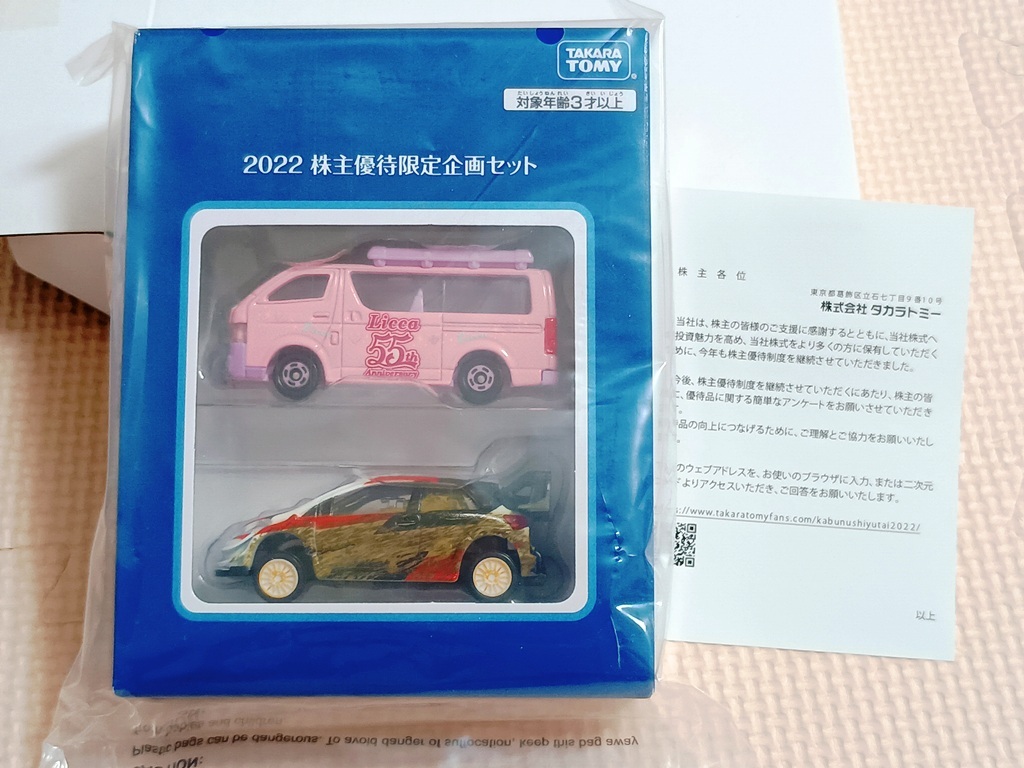 TAKARA
TOMY
たいしょうねんれい さい いじょう
対象年齢3才以上
2022 株主優待限定企画セット
Licca
55th
Anniversary
株 主 各 位
東京都葛飾区立石七丁目9番10号
株式会社 タカラトミー
当社は、株主の皆様のご支援に感謝するとともに、当社株式へ
投資魅力を高め、当社株式をより多くの方に保有していただく
めに、今年も株主優待制度を継続させていただきました。
今後、株主優待制度を継続させていただくにあたり、株主の皆
に、優待品に関する簡単なアンケートをお願いさせていただき
す。
待品の向上につなげるために、ご理解とご協力をお願いいたし
のウェブアドレスを、お使いのブラウザに入力、または二次元
ドよりアクセスいただき、ご回答をお願いいたします。
s://www.takaratomyfans.com/kabunushiyutai2022/
以上
and children
Plastic bags can be dangerous. To avoid danger of suffocation, keep this bag away